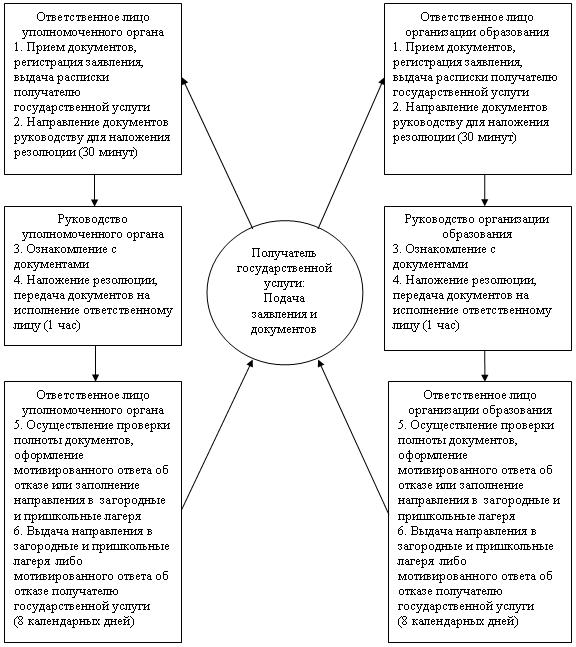 Ответственное лицо
уполномоченного органа
1. Прием документов,
регистрация заявления,
выдача расписки
получателю
государственной услуги
2. Направление документов
руководству для наложения
резолюции (30 минут)
Руководство
уполномоченного органа
3. Ознакомление с
документами
4. Наложение резолюции,
передача документов на
исполнение ответственному
лицу (1 час)
Ответственное лицо
уполномоченного органа
5. Осуществление проверки
полноты документов,
оформление
мотивированного ответа об
отказе или заполнение
направления в загородные
и пришкольные лагеря
6. Выдача направления в
загородные и пришкольные
лагеря либо
мотивированного ответа об
отказе получателю
государственной услуги
(8 календарных дней)
Получатель
государственной
услуги:
Подача
заявления и
документов
Ответственное лицо
организации образования
1. Прием документов,
регистрация заявления,
выдача расписки получателю
государственной услуги
2. Направление документов
руководству для наложения
резолюции (30 минут)
Руководство организации
образования
3. Ознакомление с
документами
4. Наложение резолюции,
передача документов на
исполнение ответственному
лицу (1 час)
Ответственное лицо
организации образования
5. Осуществление проверки
полноты документов,
оформление
мотивированного ответа об
отказе или заполнение
направления в загородные и
пришкольные лагеря
6. Выдача направления в
загородные и пришкольные
лагеря либо
мотивированного ответа об
отказе получателю
государственной услуги
(8 календарных дней)